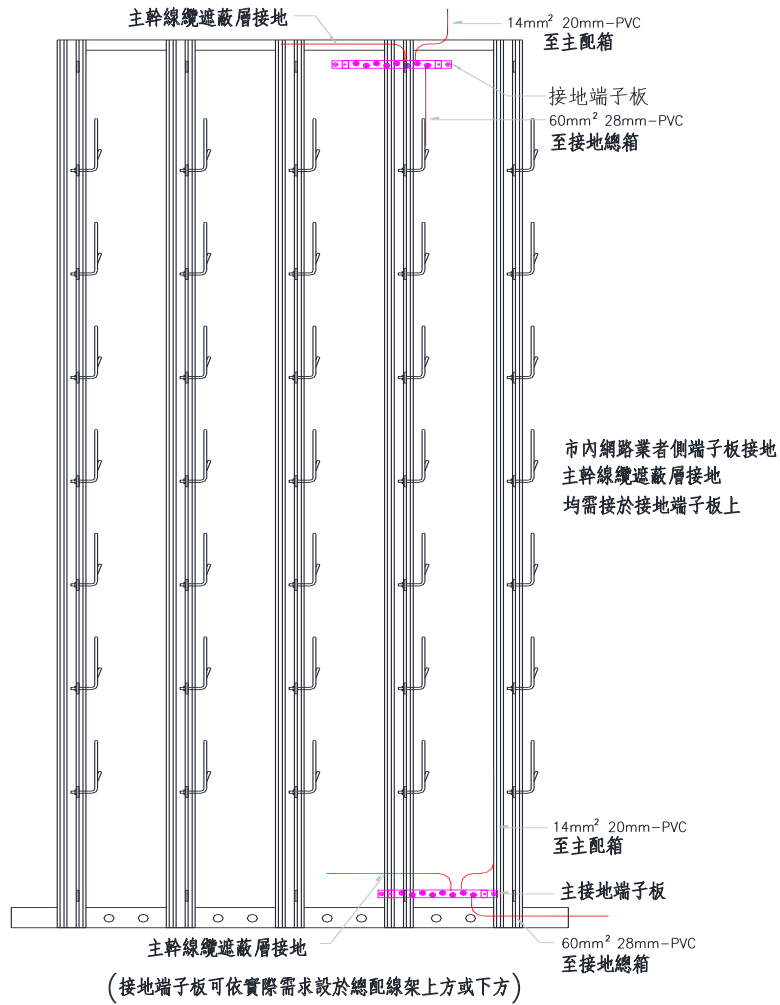 主幹線纜遮蔽層接地
14mm² 20mm-PVC
至主配箱
接地端子板
60mm² 28mm-PVC
至接地總箱
市內網路業者側端子板接地
主幹線纜遮蔽層接地
均需接於接地端子板上
14mm² 20mm-PVC
至主配箱
主接地端子板
主幹線纜遮蔽層接地
60mm² 28mm-PVC
至接地總箱
(接地端子板可依實際需求設於總配線架上方或下方)